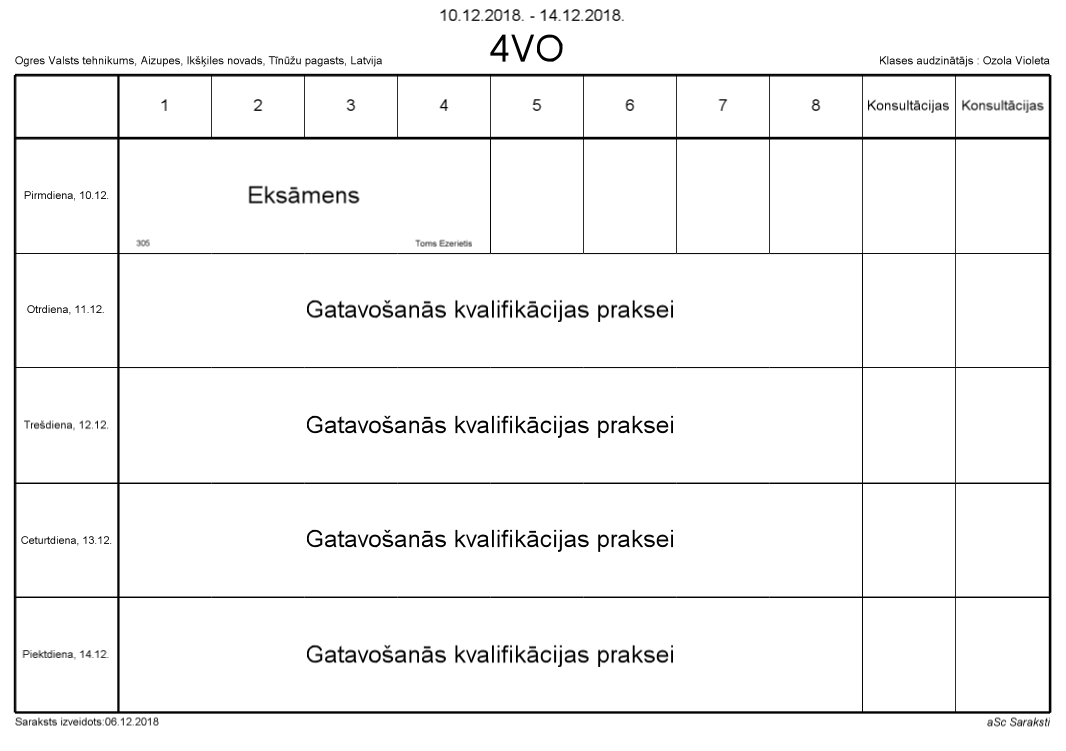 10.12.2018. - 14.12.2018.
4VO
Ogres Valsts tehnikums, Aizupes, Ikšķiles novads, Tīnūžu pagasts, Latvija
Klases audzinātājs : Ozola Violeta
1 2 3 4 5 6 7 8 Konsultācijas Konsultācijas
Pirmdiena, 10.12.
Eksāmens
305 Toms Ezerietis
Otrdiena, 11.12. Gatavošanās kvalifikācijas praksei
Trešdiena, 12.12. Gatavošanās kvalifikācijas praksei
Ceturtdiena, 13.12. Gatavošanās kvalifikācijas praksei
Piektdiena, 14.12. Gatavošanās kvalifikācijas praksei
Saraksts izveidots:06.12.2018 aSc Saraksti